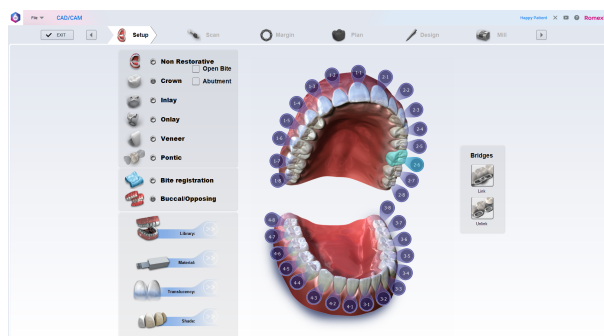 File CAD/CAM Happy Patient Romex
EXIT Setup Scan Margin Plan Design Mill
Non Restorative
Open Bite
Crown Abutment
Inlay
Onlay
Veneer
Pontic
Bite registration
Buccal/Opposing
Library:
Material:
Translucency:
Shade:
1-8
1-7
1-6
1-5
1-4
1-3
1-2
1-1
2-1
2-2
2-3
2-4
2-5
2-6
2-7
2-8
3-8
3-7
3-6
3-5
3-4
3-3
3-2
3-1
4-1
4-2
4-3
4-4
4-5
4-6
4-7
4-8
Bridges
Link
Unlink